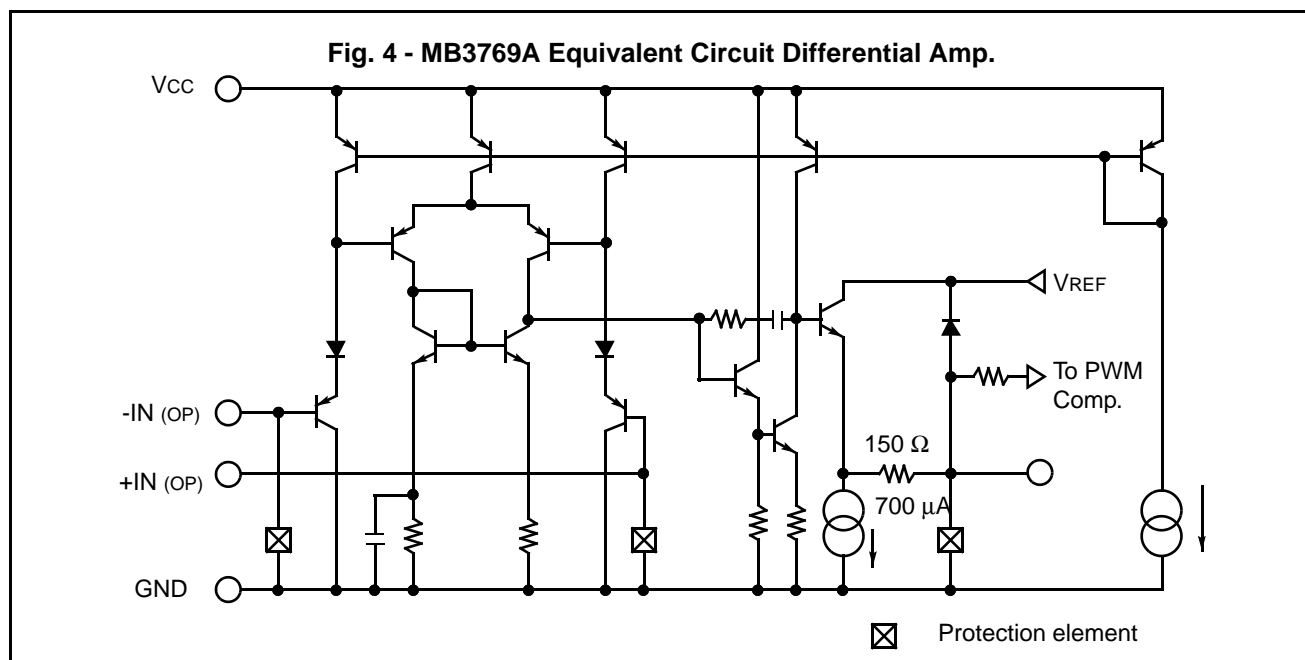 Fig. 4 - MB3769A Equivalent Circuit Differential Amp.
VCC
VREF
To PWM
Comp.
-IN (OP)
+IN (OP)
150 Ω
700 μA
GND
Protection element